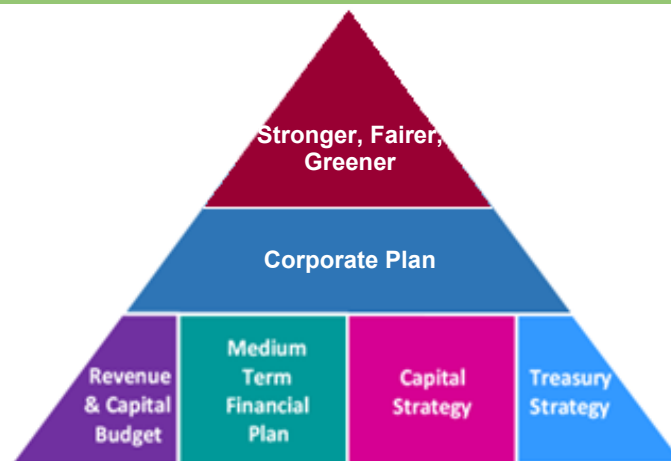 Stronger, Fairer,
Greener
Corporate Plan
Revenue
& Capital
Budget
Medium
Term
Financial
Plan
Capital
Strategy
Treasury
Strategy